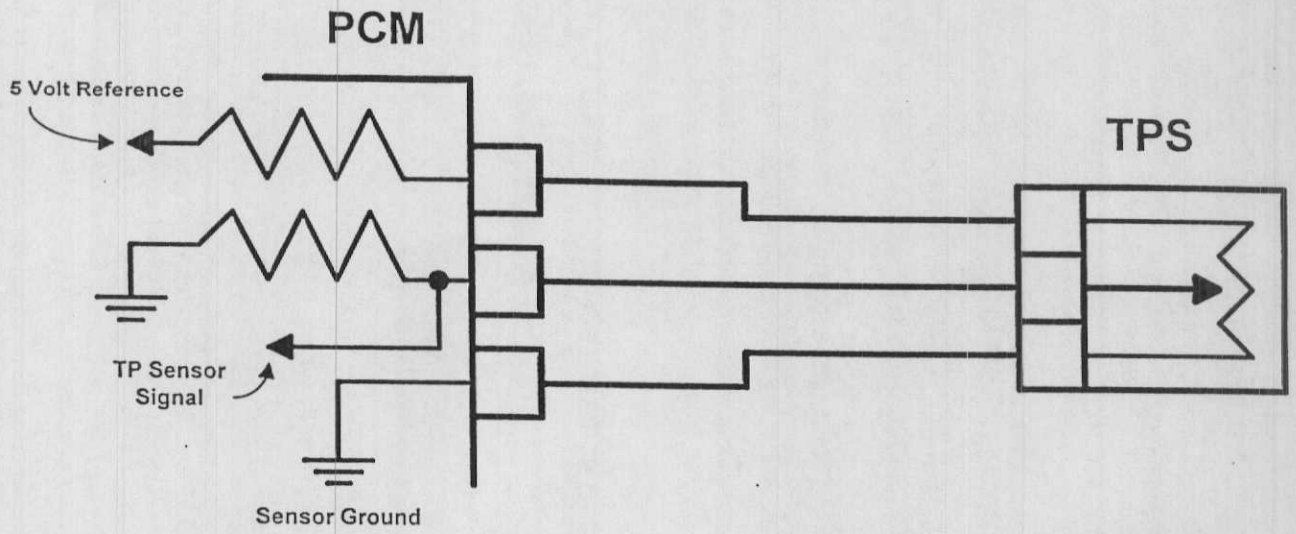 PCM
5 Volt Reference
TPS
TP Sensor
Signal
Sensor Ground